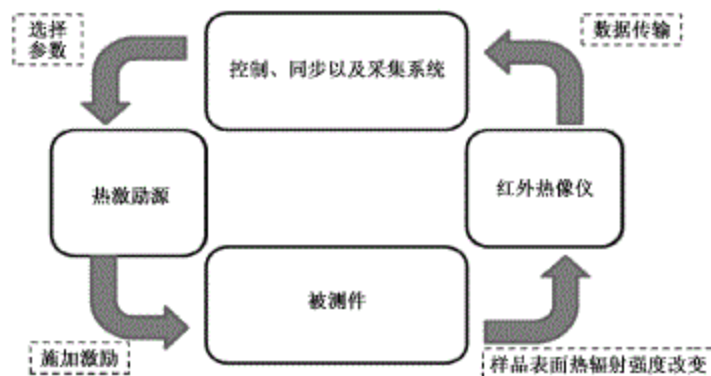 选择
参数
控制、同步以及采集系统
数据传输
热激励源
红外热像仪
被测件
施加激励
样品表面热辐射强度改变